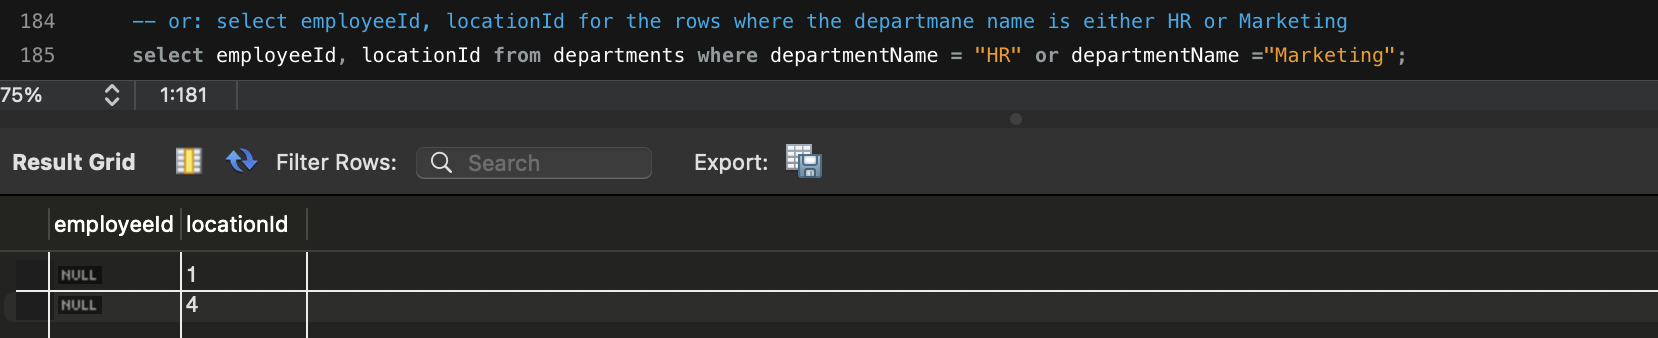 184 -- or: select employeeId, locationId for the rows where the departmane name is either HR or Marketing
185 select employeeId, locationId from departments where departmentName = "HR" or departmentName ="Marketing";
75% 1:181
Result Grid Filter Rows: Search Export:
employeeId locationId
NULL 1
NULL 4